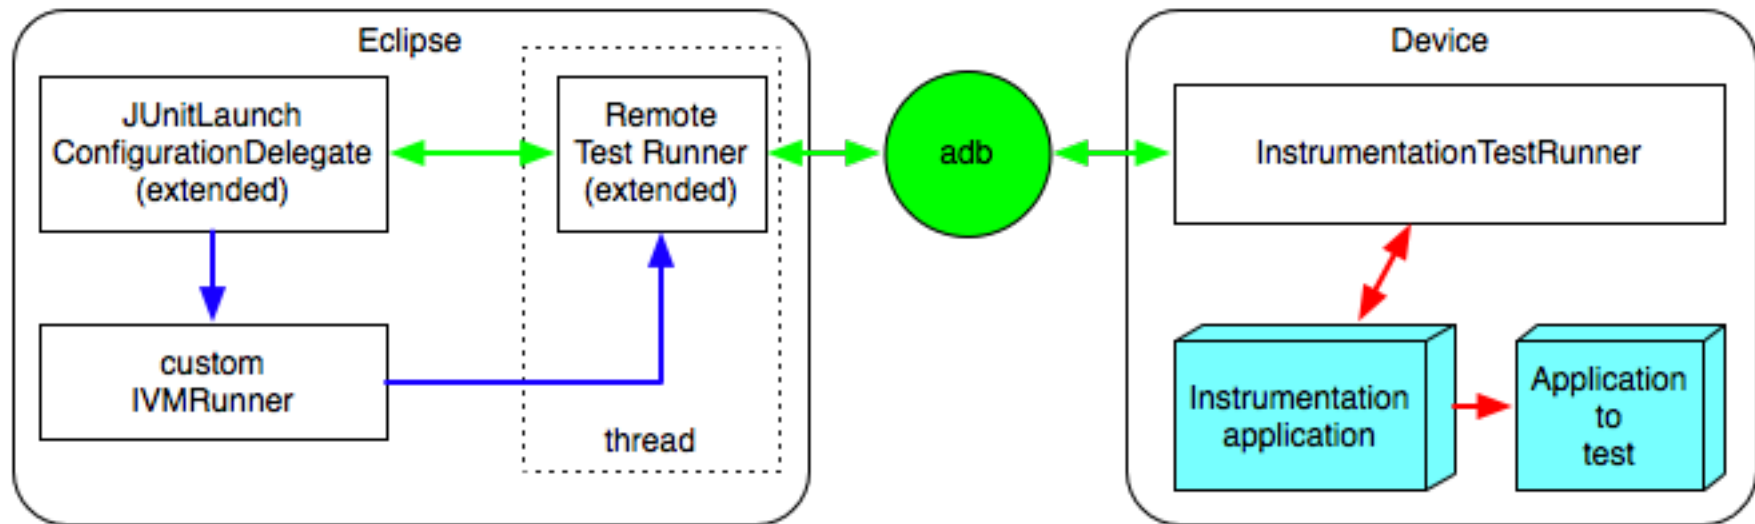 Eclipse
JUnitLaunch
ConfigurationDelegate
(extended)
Remote
Test Runner
(extended)
custom
IVMRunner
thread
adb
Device
InstrumentationTestRunner
Instrumentation
application
Application
to
test